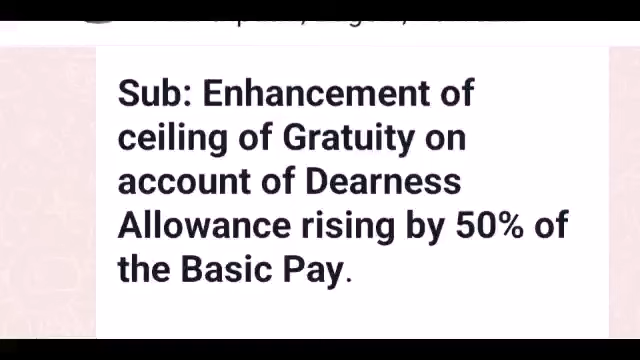 Sub: Enhancement of
ceiling of Gratuity on
account of Dearness
Allowance rising by 50% of
the Basic Pay.